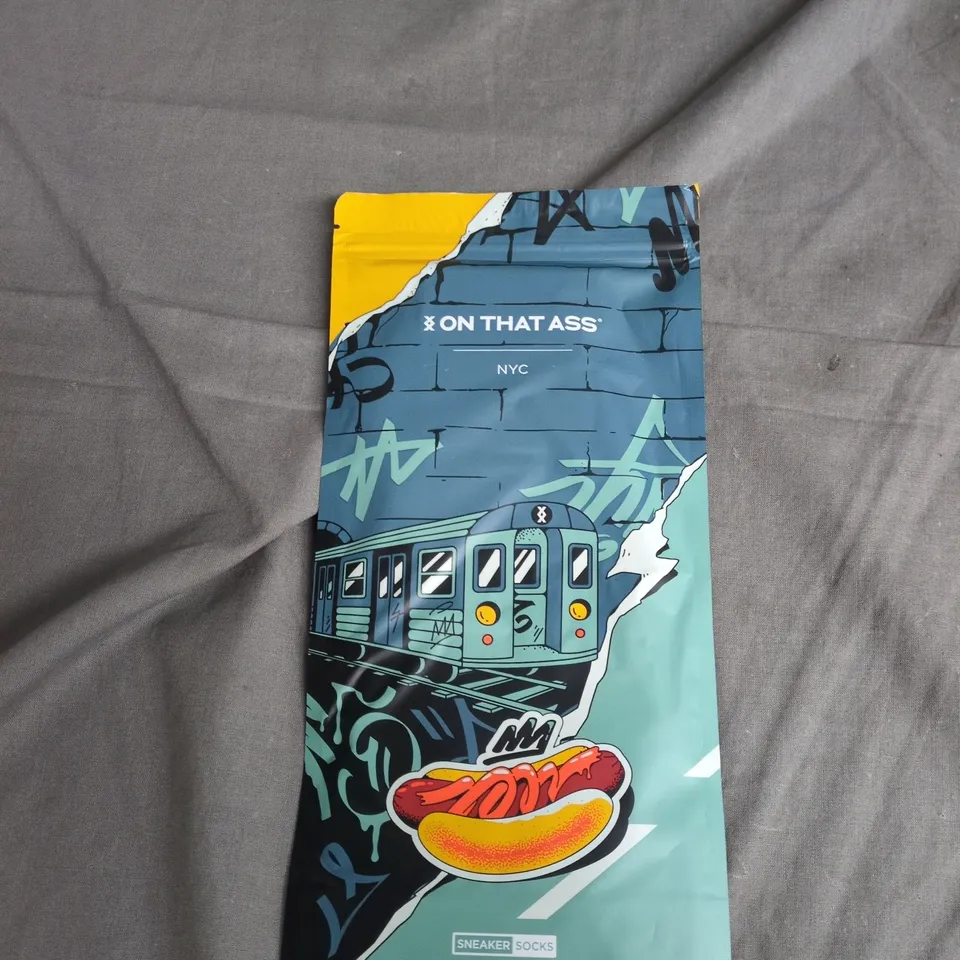 ON THAT ASS®
NYC
SNEAKER SOCKS